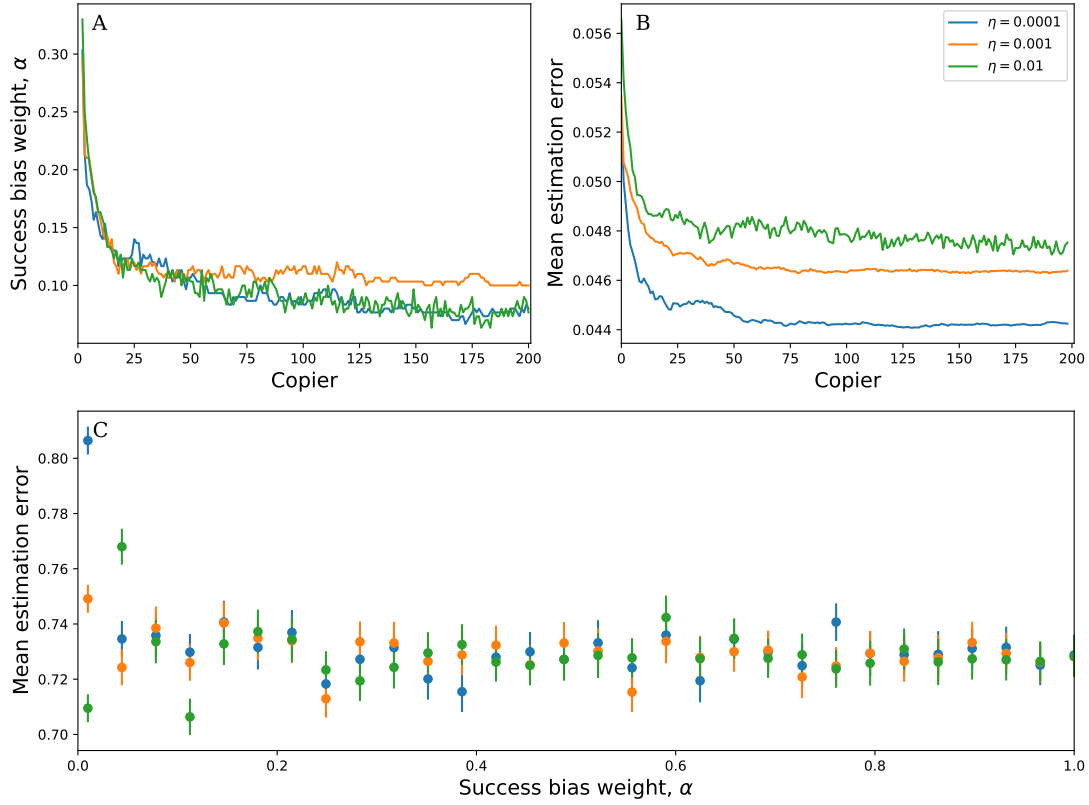 A
Success bias weight, α
0.30
0.25
0.20
0.15
0.10
0 25 50 75 100 125 150 175 200
Copier
B
Mean estimation error
0.056
0.054
0.052
0.050
0.048
0.046
0.044
0 25 50 75 100 125 150 175 200
Copier
η = 0.0001
η = 0.001
η = 0.01
C
Mean estimation error
0.80
0.78
0.76
0.74
0.72
0.70
0.0 0.2 0.4 0.6 0.8 1.0
Success bias weight, α